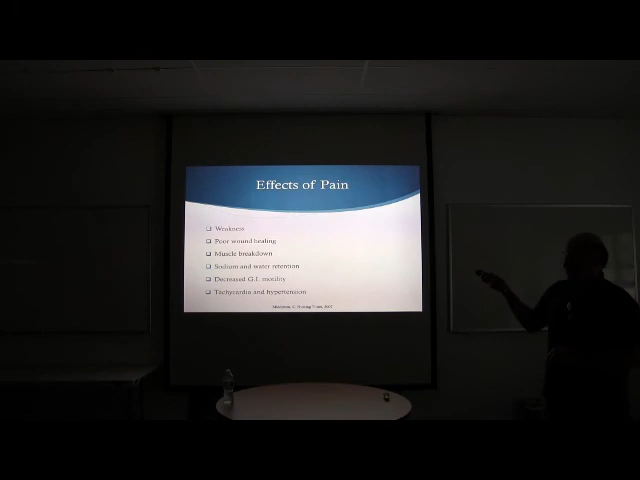 Effects of Pain
Weakness
Poor wound healing
Muscle breakdown
Sodium and water retention
Decreased G.I. motility
Tachycardia and hypertension